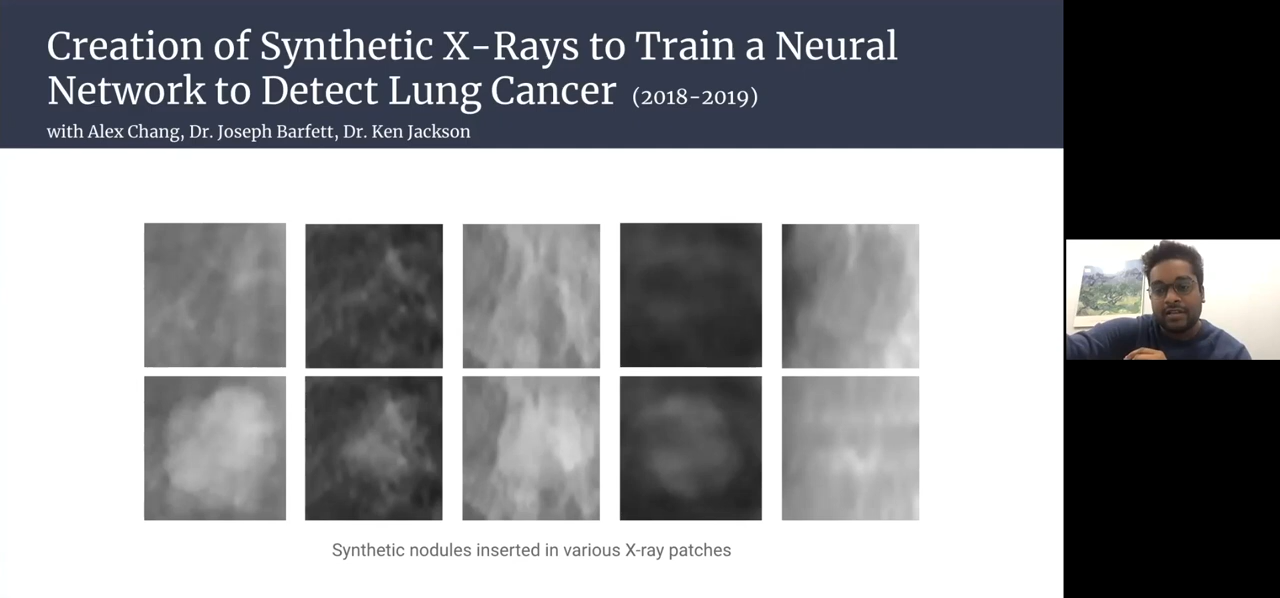 Creation of Synthetic X-Rays to Train a Neural
Network to Detect Lung Cancer (2018-2019)
with Alex Chang, Dr. Joseph Barfett, Dr. Ken Jackson
Synthetic nodules inserted in various X-ray patches